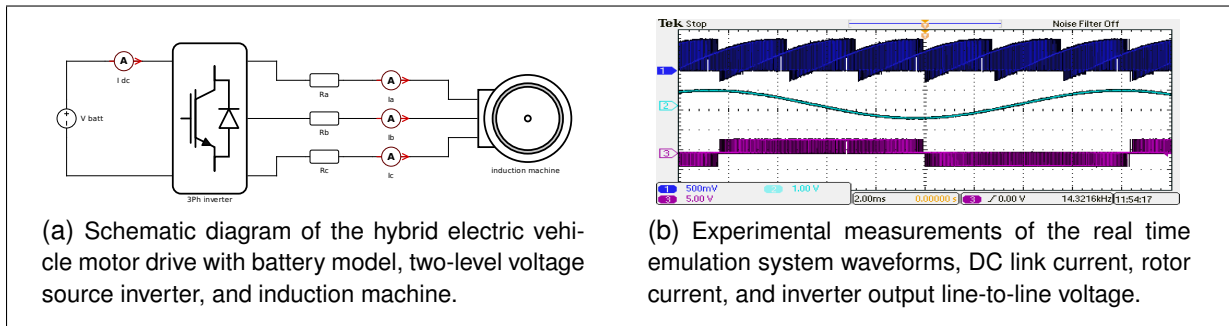 A
I dc
V batt
3Ph inverter
Ra
A
Ia
Rb
A
Ib
Rc
A
Ic
induction machine
(a) Schematic diagram of the hybrid electric vehi-
cle motor drive with battery model, two-level voltage
source inverter, and induction machine.
Tek Stop
Noise Filter Off
1
2
3
1 500mV
2 1.00 V
3 5.00 V
2.00ms
0.00000 s
3
0.00 V
14.3216kHz
11:54:17
(b) Experimental measurements of the real time
emulation system waveforms, DC link current, rotor
current, and inverter output line-to-line voltage.